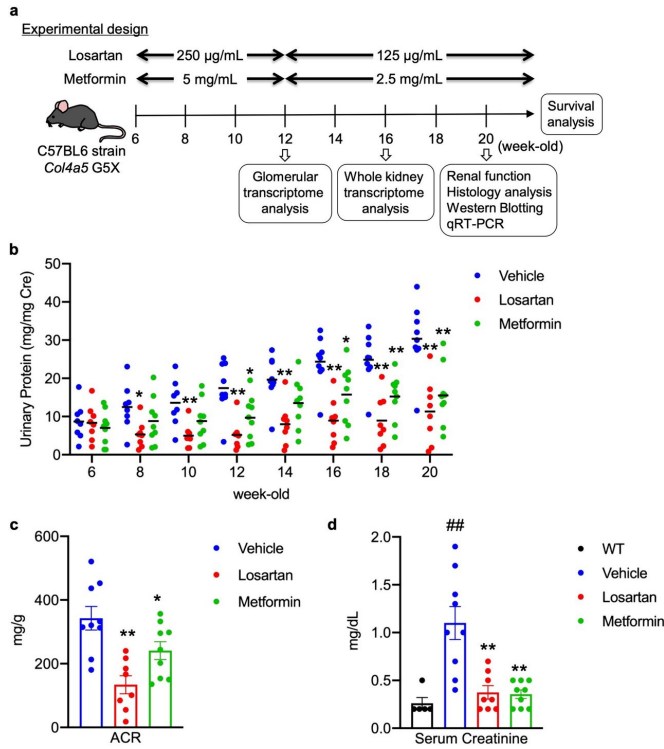 a
Experimental design
Losartan 250 µg/mL 125 µg/mL
Metformin 5 mg/mL 2.5 mg/mL
C57BL6 strain
Col4a5 G5X
6 8 10 12 14 16 18 20 (week-old)
Survival
analysis
Glomerular
transcriptome
analysis
Whole kidney
transcriptome
analysis
Renal function
Histology analysis
Western Blotting
qRT-PCR
b
Urinary Protein (mg/mg Cre)
50
40
30
20
10
0
* ** ** * ** ** * ** ** ** **
6 8 10 12 14 16 18 20
week-old
Vehicle
Losartan
Metformin
c
mg/g
600
400
200
0
** *
ACR
Vehicle
Losartan
Metformin
d
mg/dL
2.0
1.5
1.0
0.5
0.0
## ** **
Serum Creatinine
WT
Vehicle
Losartan
Metformin